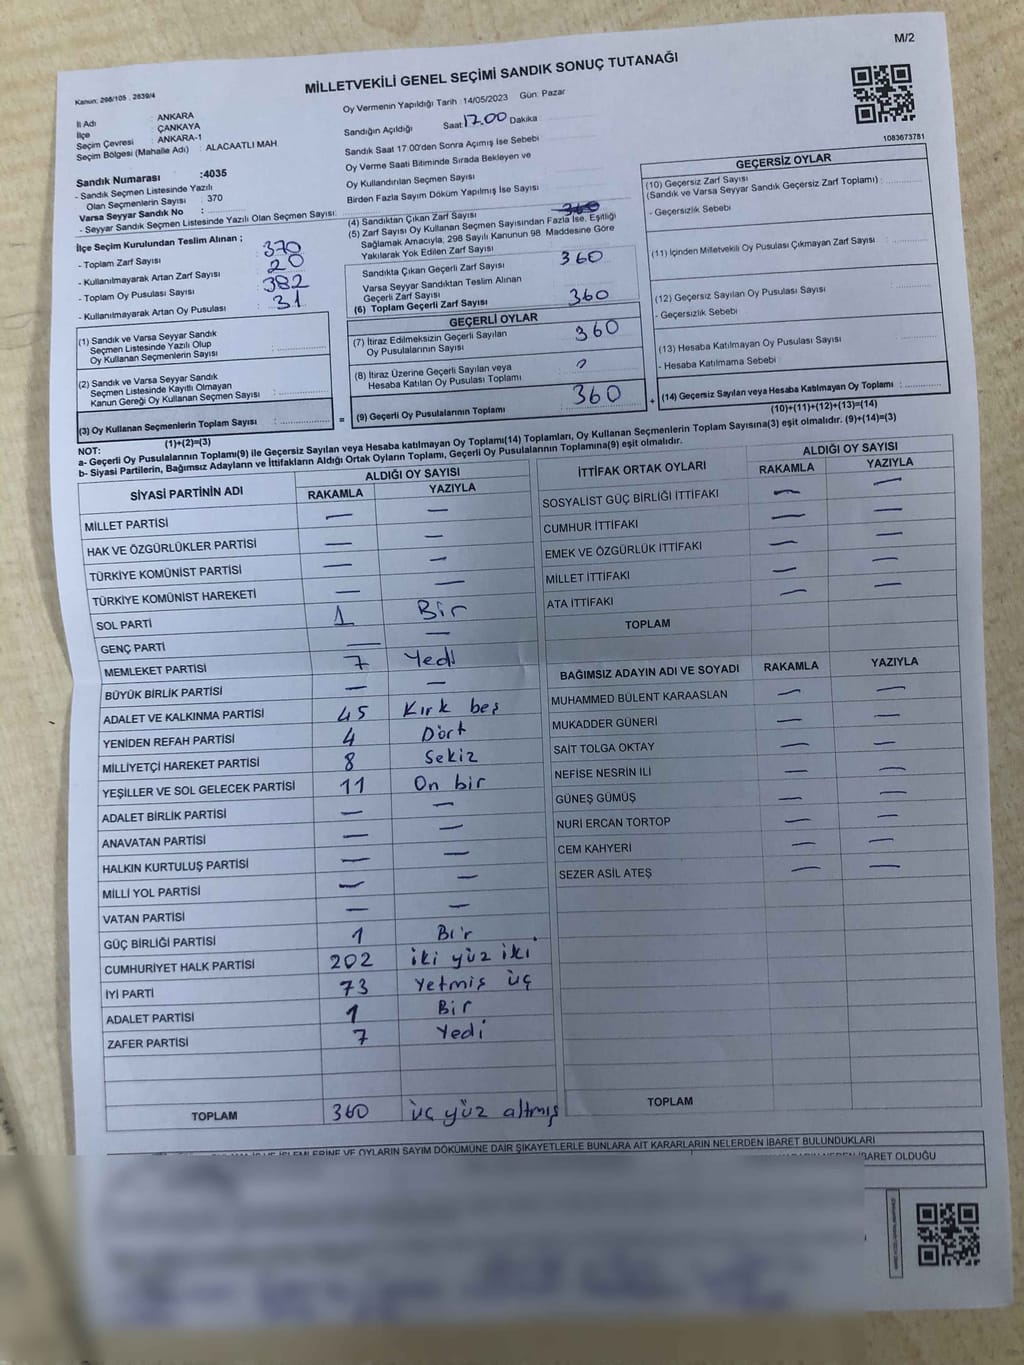 M/2
MİLLETVEKİLİ GENEL SEÇİMİ SANDIK SONUÇ TUTANAĞI
Kanun: 298/105 , 2839/4
İl Adı : ANKARA
İlçe : ÇANKAYA
Seçim Çevresi : ANKARA-1
Seçim Bölgesi (Mahalle Adı) : ALACAATLI MAH.
Sandık Numarası :4035
- Sandık Seçmen Listesinde Yazılı
Olan Seçmenlerin Sayısı : 370
Varsa Seyyar Sandık No :
- Seyyar Sandık Seçmen Listesinde Yazılı Olan Seçmen Sayısı:
Oy Vermenin Yapıldığı Tarih : 14/05/2023 Gün: Pazar
Sandığın Açıldığı Saat 17.00 Dakika
Sandık Saat 17.00'den Sonra Açımış İse Sebebi
Oy Verme Saati Bitiminde Sırada Bekleyen ve
Oy Kullandırılan Seçmen Sayısı
Birden Fazla Sayım Döküm Yapılmış İse Sayısı
1083673781
İlçe Seçim Kurulundan Teslim Alınan ;
- Toplam Zarf Sayısı : 370
- Kullanılmayarak Artan Zarf Sayısı : 20
- Toplam Oy Pusulası Sayısı : 382
- Kullanılmayarak Artan Oy Pusulası : 31
(1) Sandık ve Varsa Seyyar Sandık
Seçmen Listesinde Yazılı Olup
Oy Kullanan Seçmenlerin Sayısı :
(2) Sandık ve Varsa Seyyar Sandık
Seçmen Listesinde Kayıtlı Olmayan
Kanun Gereği Oy Kullanan Seçmen Sayısı :
(3) Oy Kullanan Seçmenlerin Toplam Sayısı :
(1)+(2)=(3)
(4) Sandıktan Çıkan Zarf Sayısı 360
(5) Zarf Sayısı Oy Kullanan Seçmen Sayısından Fazla İse, Eşitliği
Sağlamak Amacıyla, 298 Sayılı Kanunun 98. Maddesine Göre
Yakılarak Yok Edilen Zarf Sayısı
Sandıkta Çıkan Geçerli Zarf Sayısı 360
Varsa Seyyar Sandıktan Teslim Alınan
Geçerli Zarf Sayısı
(6) Toplam Geçerli Zarf Sayısı 360
GEÇERLİ OYLAR
(7) İtiraz Edilmeksizin Geçerli Sayılan
Oy Pusulalarının Sayısı 360
(8) İtiraz Üzerine Geçerli Sayılan veya
Hesaba Katılan Oy Pusulası Toplamı
= (9) Geçerli Oy Pusulalarının Toplamı 360
GEÇERSİZ OYLAR
(10) Geçersiz Zarf Sayısı
(Sandık ve Varsa Seyyar Sandık Geçersiz Zarf Toplamı) :
- Geçersizlik Sebebi
(11) İçinden Milletvekili Oy Pusulası Çıkmayan Zarf Sayısı
(12) Geçersiz Sayılan Oy Pusulası Sayısı
- Geçersizlik Sebebi
(13) Hesaba Katılmayan Oy Pusulası Sayısı
- Hesaba Katılmama Sebebi
+ (14) Geçersiz Sayılan veya Hesaba Katılmayan Oy Toplamı :
(10)+(11)+(12)+(13)=(14)
NOT:
a- Geçerli Oy Pusulalarının Toplamı(9) ile Geçersiz Sayılan veya Hesaba katılmayan Oy Toplamı(14) Toplamları, Oy Kullanan Seçmenlerin Toplam Sayısına(3) eşit olmalıdır. (9)+(14)=(3)
b- Siyasi Partilerin, Bağımsız Adayların ve İttifakların Aldığı Ortak Oyların Toplamı, Geçerli Oy Pusulalarının Toplamına(9) eşit olmalıdır.
SİYASİ PARTİNİN ADI ALDIĞI OY SAYISI
RAKAMLA YAZIYLA
MİLLET PARTİSİ — —
HAK VE ÖZGÜRLÜKLER PARTİSİ — —
TÜRKİYE KOMÜNİST PARTİSİ — —
TÜRKİYE KOMÜNİST HAREKETİ — —
SOL PARTİ 1 Bir
GENÇ PARTİ — —
MEMLEKET PARTİSİ 7 Yedi
BÜYÜK BİRLİK PARTİSİ — —
ADALET VE KALKINMA PARTİSİ 45 Kırk beş
YENİDEN REFAH PARTİSİ 4 Dört
MİLLİYETÇİ HAREKET PARTİSİ 8 Sekiz
YEŞİLLER VE SOL GELECEK PARTİSİ 11 On bir
ADALET BİRLİK PARTİSİ — —
ANAVATAN PARTİSİ — —
HALKIN KURTULUŞ PARTİSİ — —
MİLLİ YOL PARTİSİ — —
VATAN PARTİSİ — —
GÜÇ BİRLİĞİ PARTİSİ 1 Bir
CUMHURİYET HALK PARTİSİ 202 iki yüz iki
İYİ PARTİ 73 Yetmiş üç
ADALET PARTİSİ 1 Bir
ZAFER PARTİSİ 7 Yedi
TOPLAM 360 üç yüz altmış
İTTİFAK ORTAK OYLARI ALDIĞI OY SAYISI
RAKAMLA YAZIYLA
SOSYALİST GÜÇ BİRLİĞİ İTTİFAKI — —
CUMHUR İTTİFAKI — —
EMEK VE ÖZGÜRLÜK İTTİFAKI — —
MİLLET İTTİFAKI — —
ATA İTTİFAKI — —
TOPLAM
BAĞIMSIZ ADAYIN ADI VE SOYADI RAKAMLA YAZIYLA
MUHAMMED BÜLENT KARAASLAN — —
MUKADDER GÜNERİ — —
SAİT TOLGA OKTAY — —
NEFİSE NESRİN İLİ — —
GÜNEŞ GÜMÜŞ — —
NURİ ERCAN TORTOP — —
CEM KAHYERİ — —
SEZER ASİL ATEŞ — —
TOPLAM
İŞLEMLERİNE VE OYLARIN SAYIM DÖKÜMÜNE DAİR ŞİKAYETLERLE BUNLARA AİT KARARLARIN NELERDEN İBARET BULUNDUKLARI
İBARET OLDUĞU